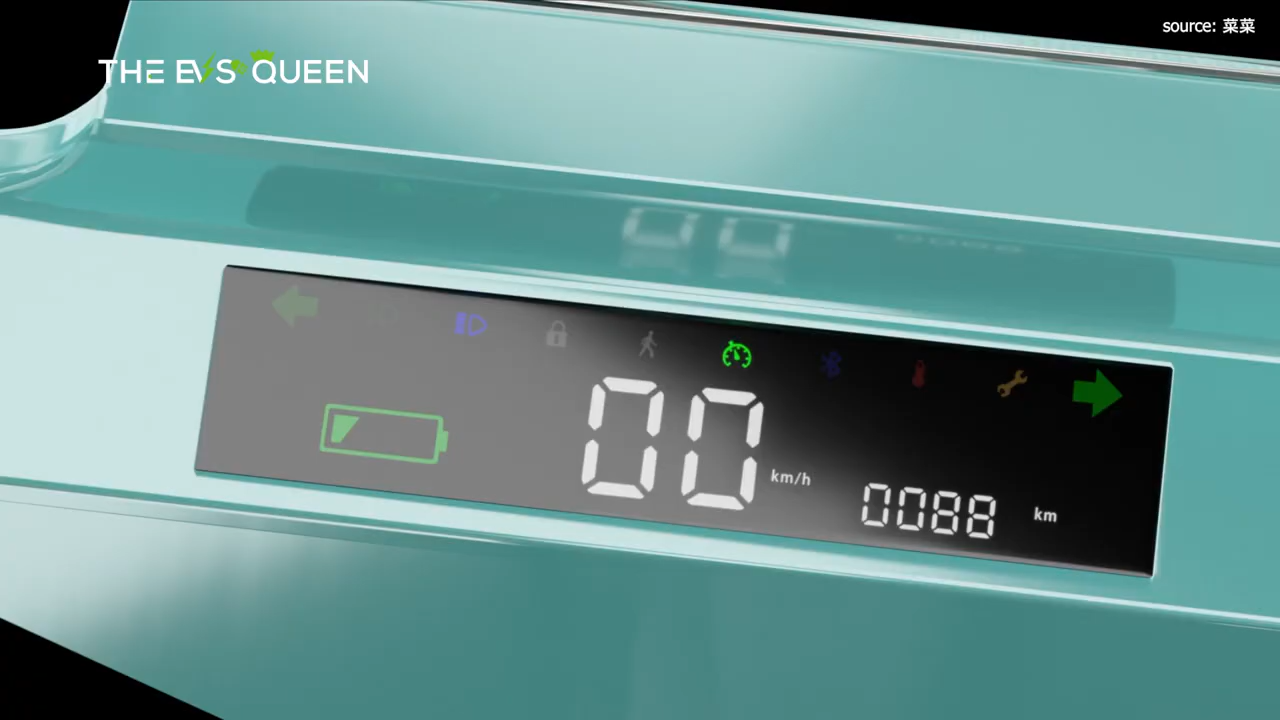 source: 菜菜
THE EVS QUEEN
00 km/h
0088 km